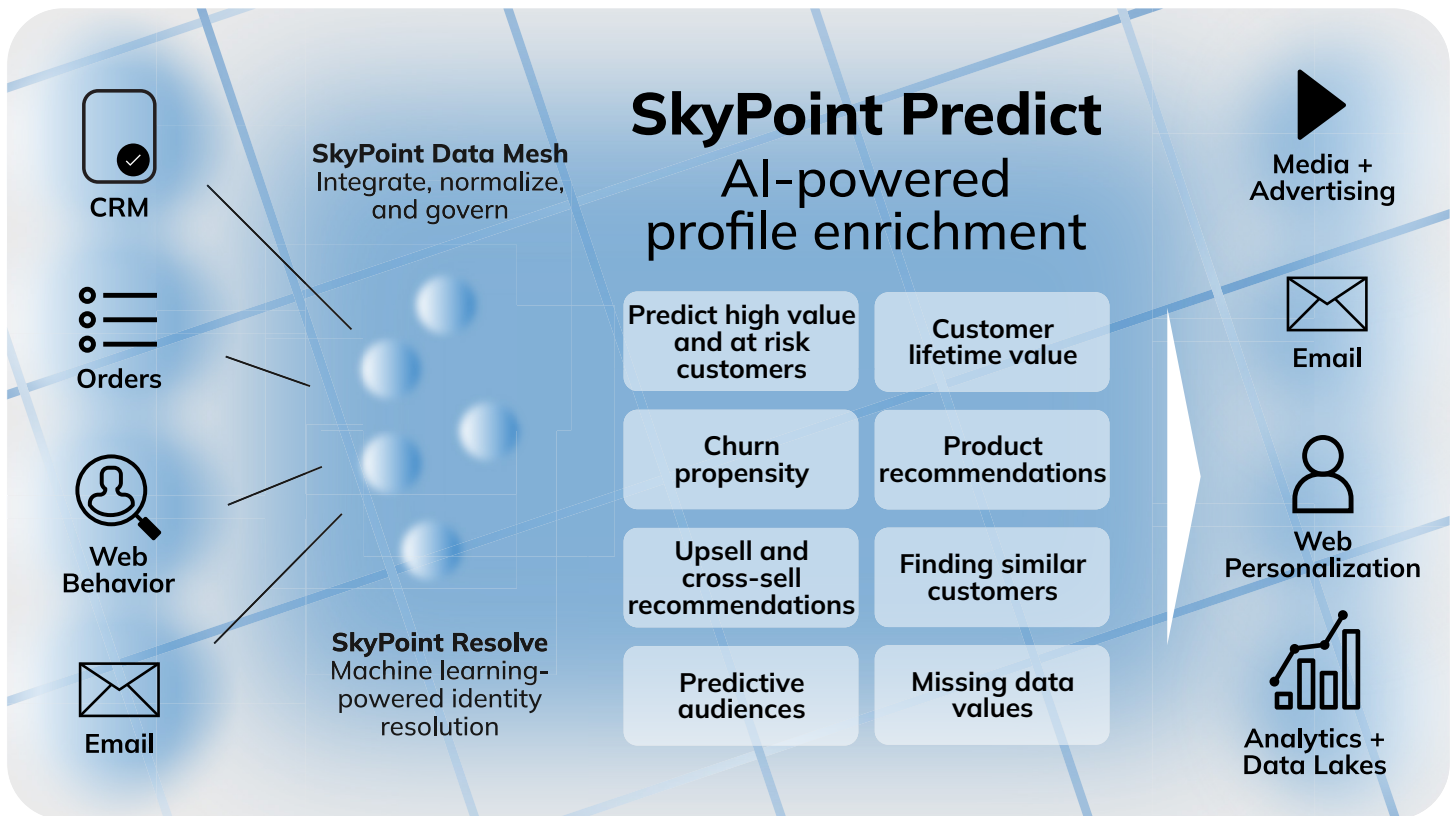 CRM
Orders
Web
Behavior
Email
SkyPoint Data Mesh
Integrate, normalize,
and govern
SkyPoint Resolve
Machine learning-
powered identity
resolution
SkyPoint Predict
AI-powered
profile enrichment
Predict high value
and at risk
customers
Customer
lifetime value
Churn
propensity
Product
recommendations
Upsell and
cross-sell
recommendations
Finding similar
customers
Predictive
audiences
Missing data
values
Media +
Advertising
Email
Web
Personalization
Analytics +
Data Lakes